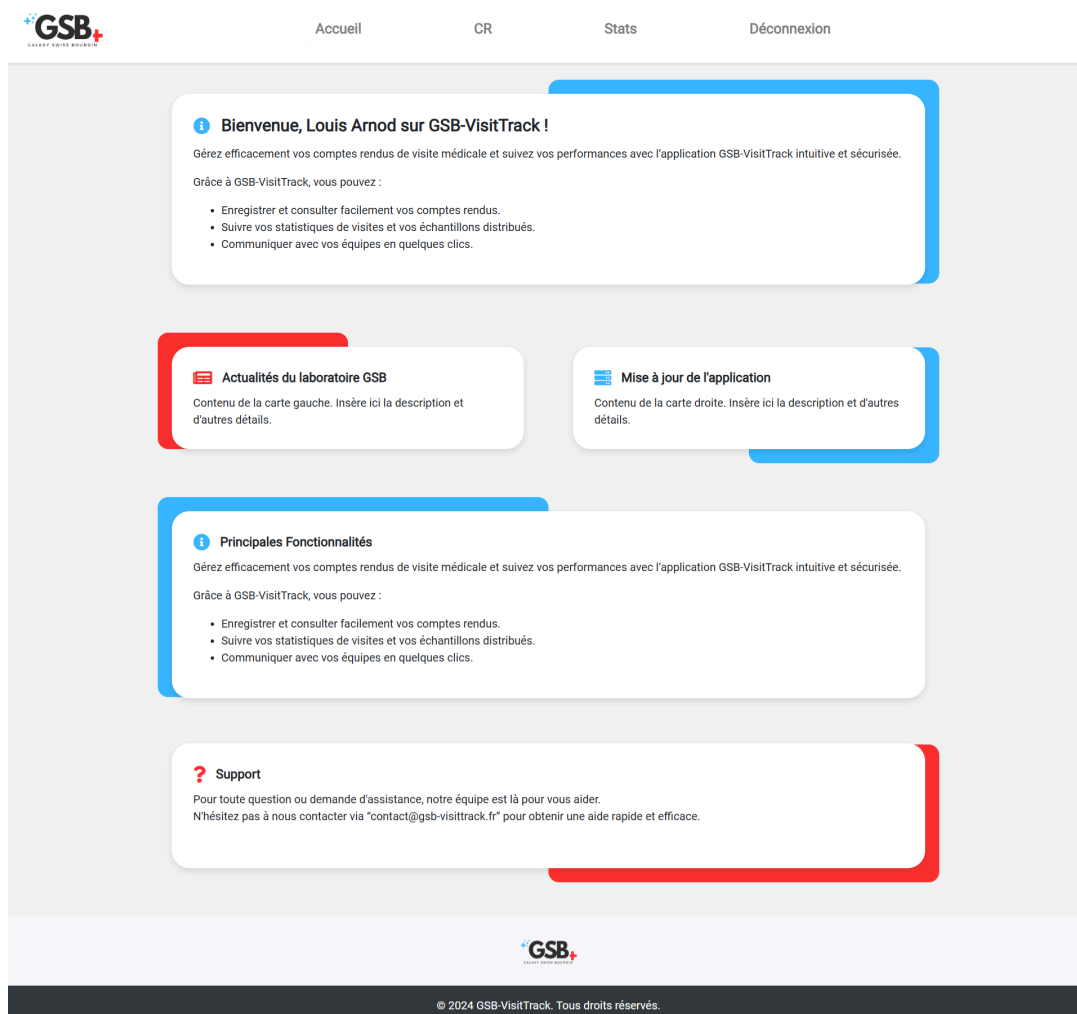 GSB
GALAXY SWISS BOURDIN
Accueil
CR
Stats
Déconnexion
Bienvenue, Louis Arnod sur GSB-VisitTrack !
Gérez efficacement vos comptes rendus de visite médicale et suivez vos performances avec l'application GSB-VisitTrack intuitive et sécurisée.
Grâce à GSB-VisitTrack, vous pouvez :
• Enregistrer et consulter facilement vos comptes rendus.
• Suivre vos statistiques de visites et vos échantillons distribués.
• Communiquer avec vos équipes en quelques clics.
Actualités du laboratoire GSB
Contenu de la carte gauche. Insère ici la description et
d'autres détails.
Mise à jour de l'application
Contenu de la carte droite. Insère ici la description et d'autres
détails.
Principales Fonctionnalités
Gérez efficacement vos comptes rendus de visite médicale et suivez vos performances avec l'application GSB-VisitTrack intuitive et sécurisée.
Grâce à GSB-VisitTrack, vous pouvez :
• Enregistrer et consulter facilement vos comptes rendus.
• Suivre vos statistiques de visites et vos échantillons distribués.
• Communiquer avec vos équipes en quelques clics.
Support
Pour toute question ou demande d'assistance, notre équipe est là pour vous aider.
N'hésitez pas à nous contacter via “contact@gsb-visittrack.fr” pour obtenir une aide rapide et efficace.
GSB
GALAXY SWISS BOURDIN
© 2024 GSB-VisitTrack. Tous droits réservés.